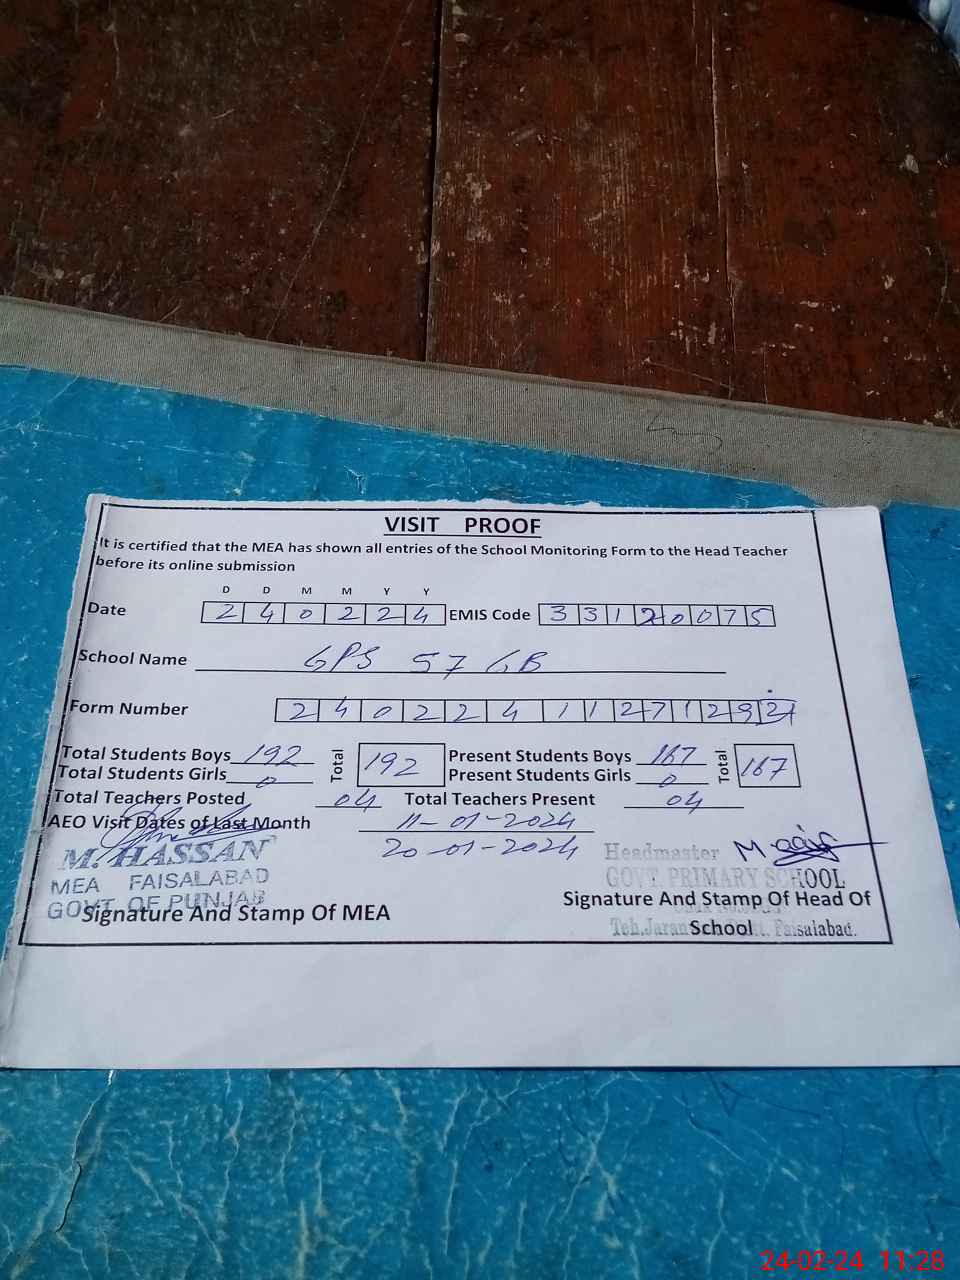 VISIT PROOF
It is certified that the MEA has shown all entries of the School Monitoring Form to the Head Teacher
before its online submission
D D M M Y Y
Date 2 4 0 2 2 4 EMIS Code 3 3 1 2 0 0 7 5
School Name GPS 57 GB
Form Number 2 4 0 2 2 4 1 1 2 7 1 2 9
Total Students Boys 192 Total 192 Present Students Boys 167 Total 167
Total Students Girls 0 Present Students Girls 0
Total Teachers Posted 04 Total Teachers Present 04
AEO Visit Dates of Last Month 11-01-2024
20-01-2024
M. HASSAN
MEA FAISALABAD
GOVT OF PUNJAB
Signature And Stamp Of MEA
Headmaster
GOVT. PRIMARY SCHOOL
Signature And Stamp Of Head Of
School
Faisalabad.
24-02-24 11:28